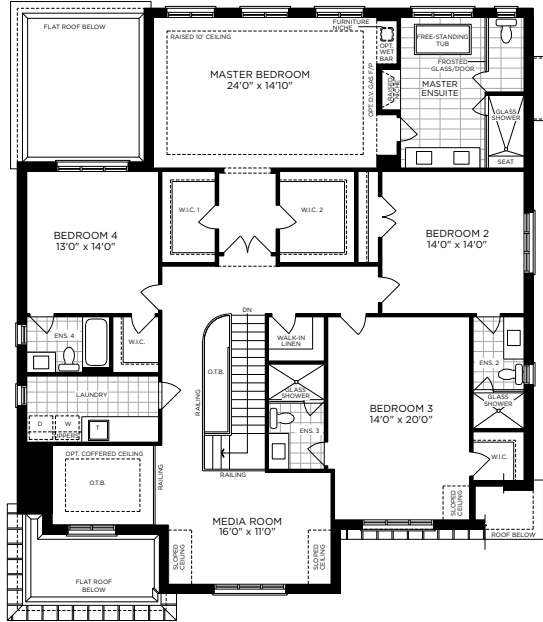 FLAT ROOF BELOW
RAISED 10' CEILING
FURNITURE
NICHE
OPT.
WET
BAR
FREE-STANDING
TUB
FROSTED
GLASS/DOOR
MASTER BEDROOM
24'0" x 14'10"
OPT. D.V. GAS F/P
RAISED
NICHE
MASTER
ENSUITE
GLASS
SHOWER
SEAT
W.I.C. 1
W.I.C. 2
BEDROOM 4
13'0" x 14'0"
BEDROOM 2
14'0" x 14'0"
ENS. 4
W.I.C.
DN
WALK-IN
LINEN
O.T.B.
RAILING
GLASS
SHOWER
ENS. 2
GLASS
SHOWER
LAUNDRY
D
W
UPPERS
T
ENS. 3
BEDROOM 3
14'0" x 20'0"
OPT. COFFERED CEILING
O.T.B.
RAILING
RAILING
W.I.C.
MEDIA ROOM
16'0" x 11'0"
SLOPED
CEILING
SLOPED
CEILING
SLOPED
CEILING
ROOF BELOW
FLAT ROOF
BELOW